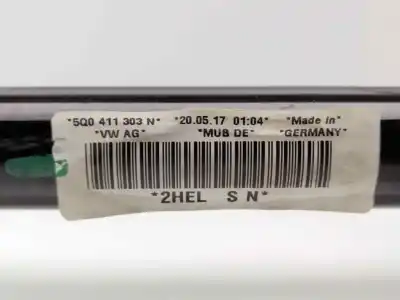 *5Q0 411 303 N* *20.05.17 01:04* *Made in*
*VW AG* *MUB DE* *GERMANY*
*2HEL S N*